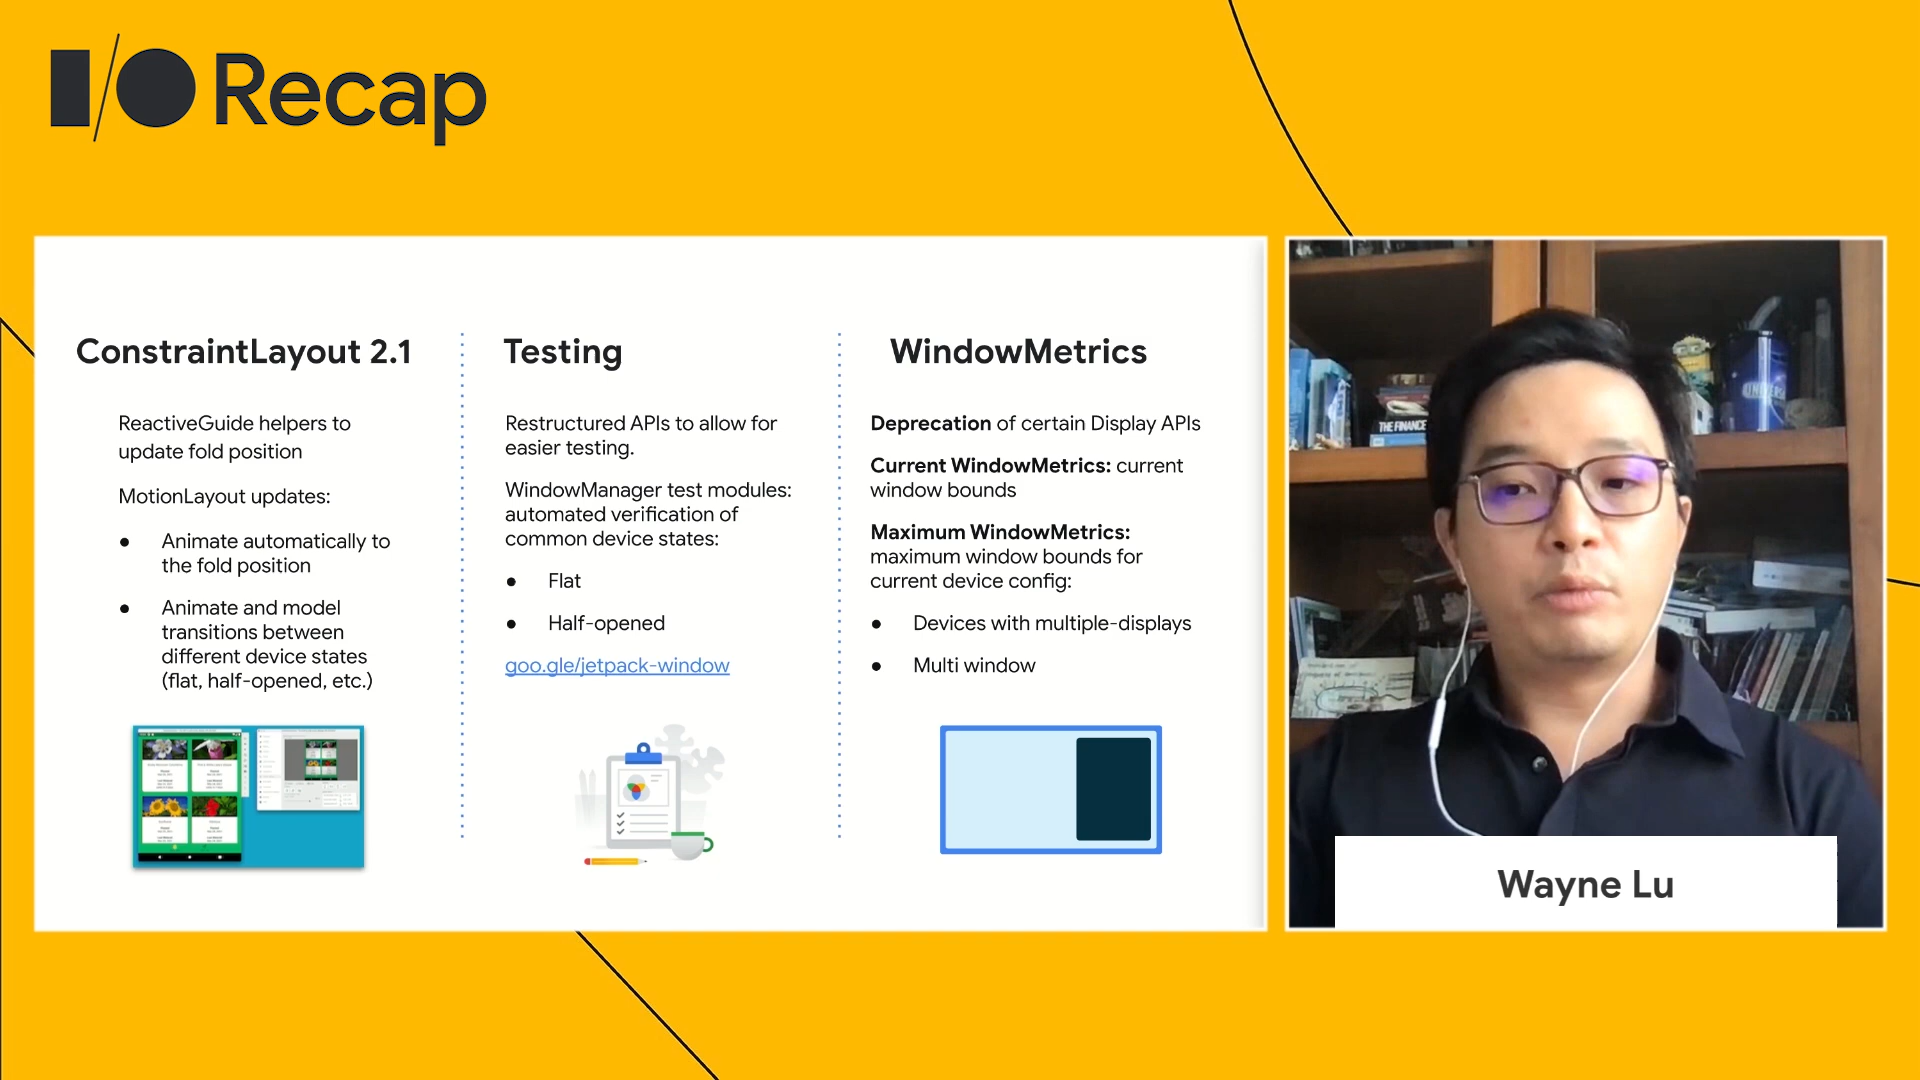 I/O Recap
ConstraintLayout 2.1
ReactiveGuide helpers to
update fold position
MotionLayout updates:
● Animate automatically to
the fold position
● Animate and model
transitions between
different device states
(flat, half-opened, etc.)
Testing
Restructured APIs to allow for
easier testing.
WindowManager test modules:
automated verification of
common device states:
● Flat
● Half-opened
goo.gle/jetpack-window
WindowMetrics
Deprecation of certain Display APIs
Current WindowMetrics: current
window bounds
Maximum WindowMetrics:
maximum window bounds for
current device config:
● Devices with multiple-displays
● Multi window
THE FINANCE
Wayne Lu